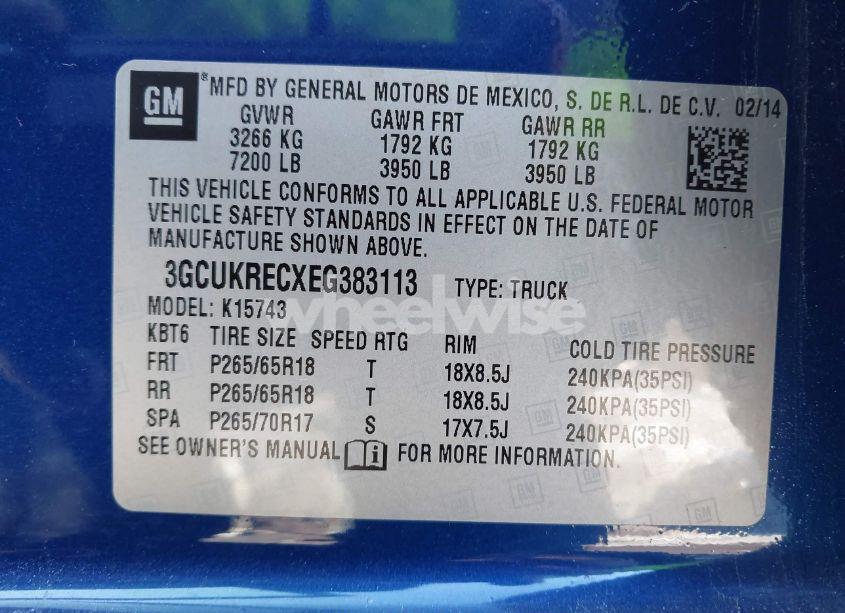 GM ® MFD BY GENERAL MOTORS DE MEXICO, S. DE R.L. DE C.V. 02/14
GVWR GAWR FRT GAWR RR
3266 KG 1792 KG 1792 KG
7200 LB 3950 LB 3950 LB
THIS VEHICLE CONFORMS TO ALL APPLICABLE U.S. FEDERAL MOTOR
VEHICLE SAFETY STANDARDS IN EFFECT ON THE DATE OF
MANUFACTURE SHOWN ABOVE.
3GCUKRECXEG383113 TYPE: TRUCK
MODEL: K15743
wheelwise
KBT6 TIRE SIZE SPEED RTG RIM COLD TIRE PRESSURE
FRT P265/65R18 T 18X8.5J 240KPA(35PSI)
RR P265/65R18 T 18X8.5J 240KPA(35PSI)
SPA P265/70R17 S 17X7.5J 240KPA(35PSI)
SEE OWNER'S MANUAL i FOR MORE INFORMATION.
GM